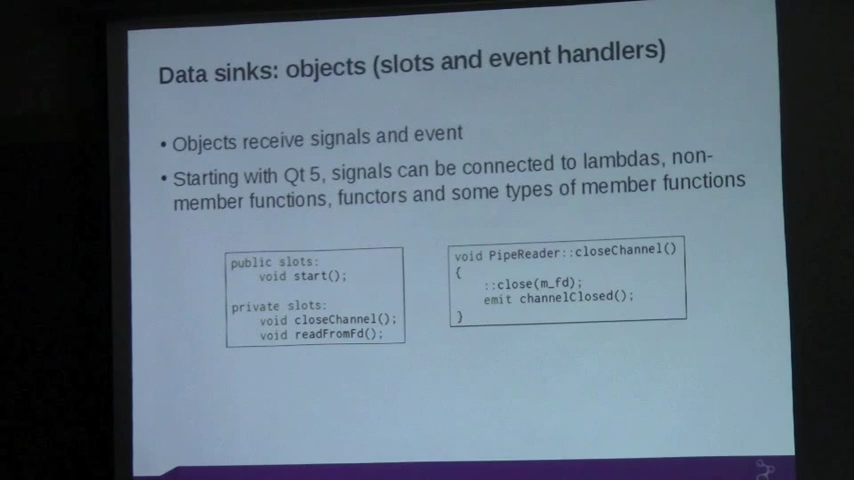 Data sinks: objects (slots and event handlers)
• Objects receive signals and event
• Starting with Qt 5, signals can be connected to lambdas, non-
member functions, functors and some types of member functions
public slots:
void start();
private slots:
void closeChannel();
void readFromFd();
void PipeReader::closeChannel()
{
::close(m_fd);
emit channelClosed();
}